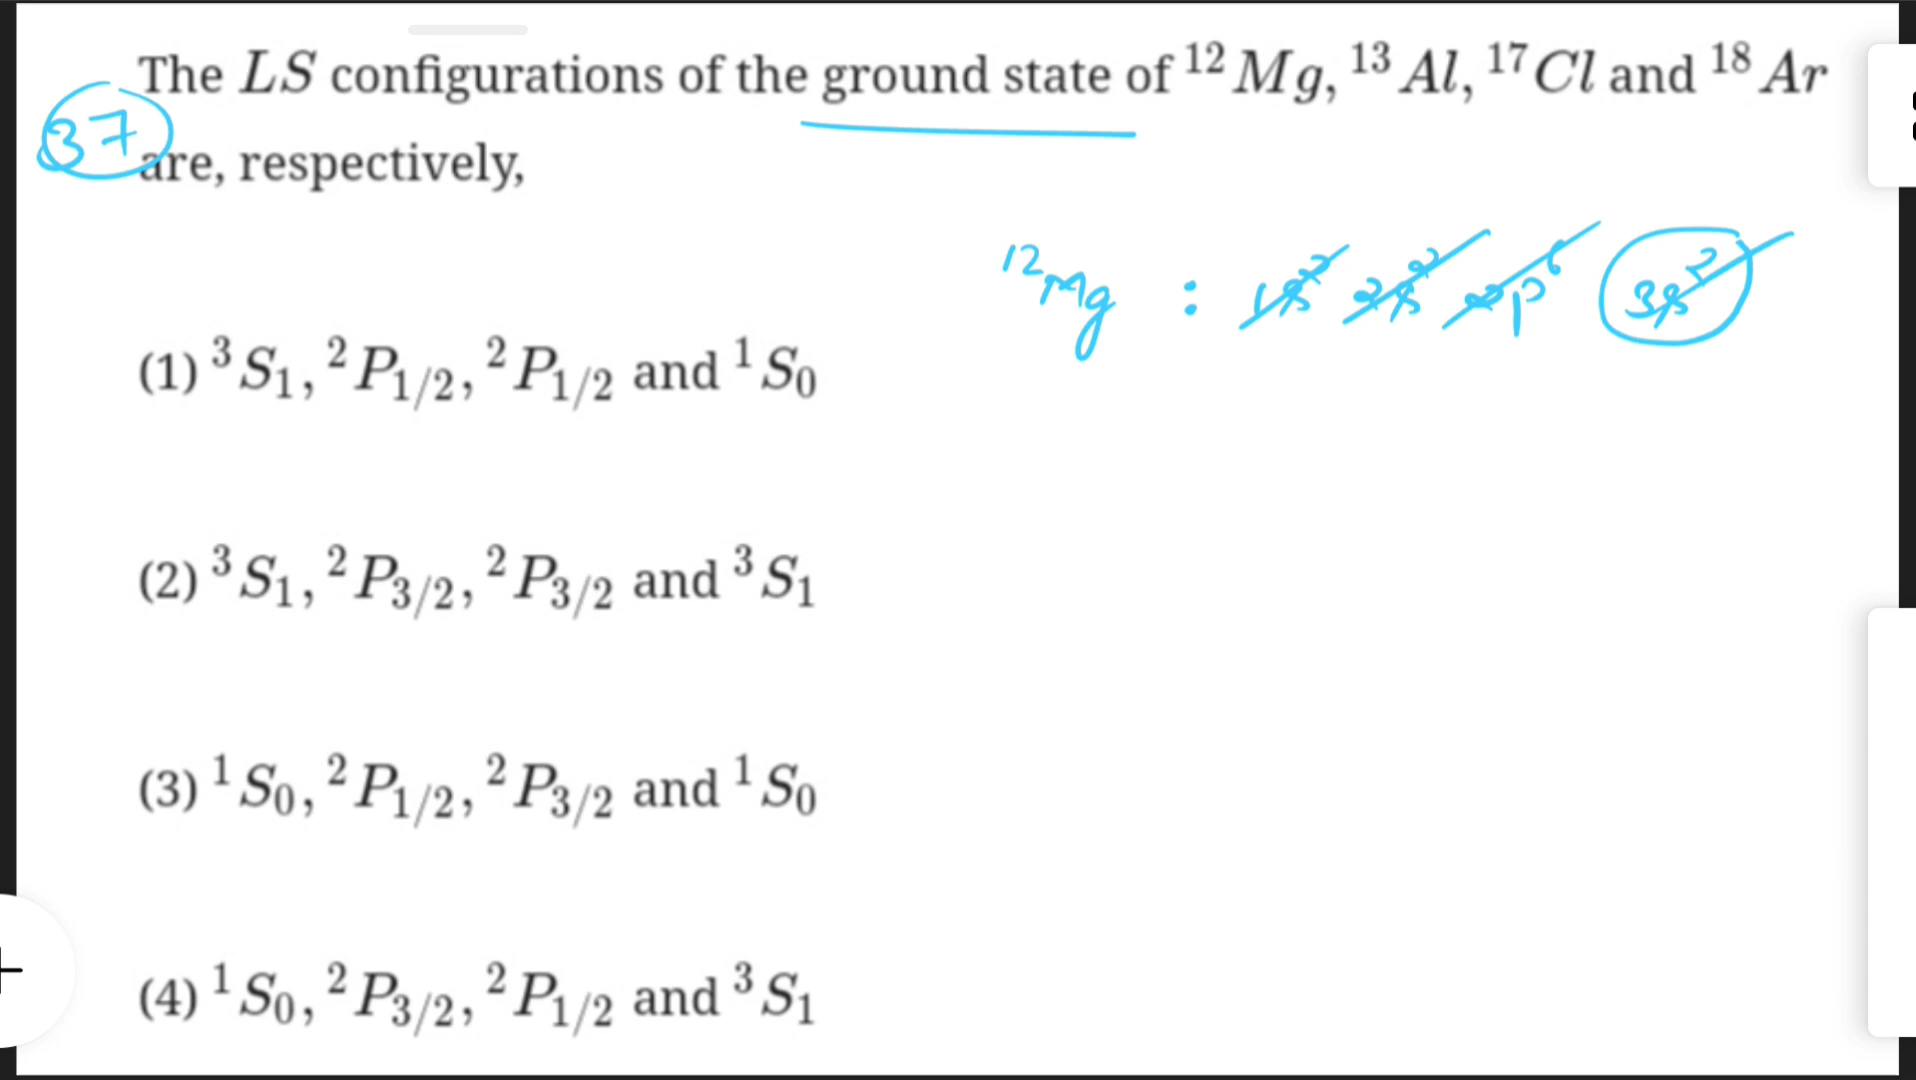 The LS configurations of the ground state of ¹²Mg, ¹³Al, ¹⁷Cl and ¹⁸Ar
37
are, respectively,
¹²Mg : 1s² 2s² 2p⁶ 3s²
(1) ³S₁, ²P₁/₂, ²P₁/₂ and ¹S₀
(2) ³S₁, ²P₃/₂, ²P₃/₂ and ³S₁
(3) ¹S₀, ²P₁/₂, ²P₃/₂ and ¹S₀
(4) ¹S₀, ²P₃/₂, ²P₁/₂ and ³S₁